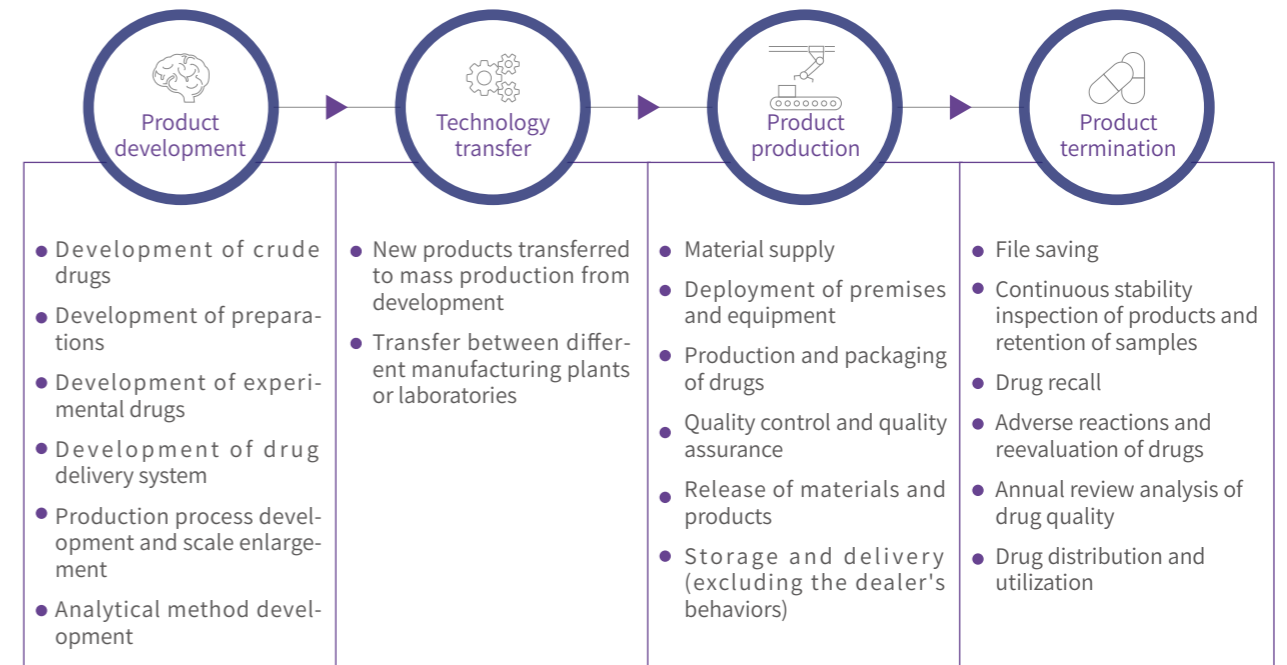 Product
development
Technology
transfer
Product
production
Product
termination
Development of crude
drugs
Development of prepara-
tions
Development of experi-
mental drugs
Development of drug
delivery system
Production process devel-
opment and scale enlarge-
ment
Analytical method devel-
opment
New products transferred
to mass production from
development
Transfer between differ-
ent manufacturing plants
or laboratories
Material supply
Deployment of premises
and equipment
Production and packaging
of drugs
Quality control and quality
assurance
Release of materials and
products
Storage and delivery
(excluding the dealer's
behaviors)
File saving
Continuous stability
inspection of products and
retention of samples
Drug recall
Adverse reactions and
reevaluation of drugs
Annual review analysis of
drug quality
Drug distribution and
utilization